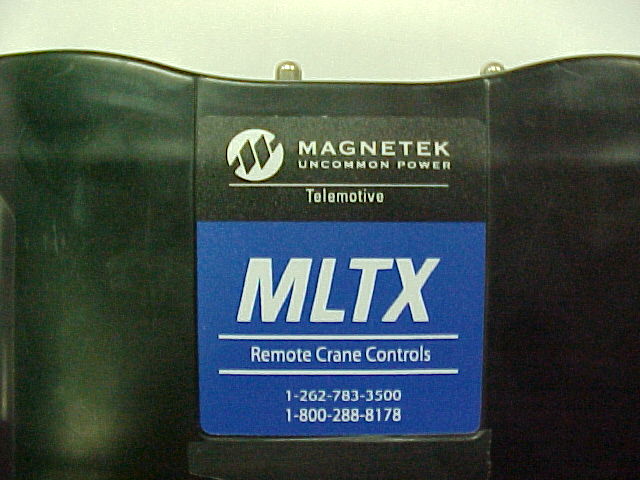 MAGNETEK
UNCOMMON POWER
Telemotive
MLTX
Remote Crane Controls
1-262-783-3500
1-800-288-8178